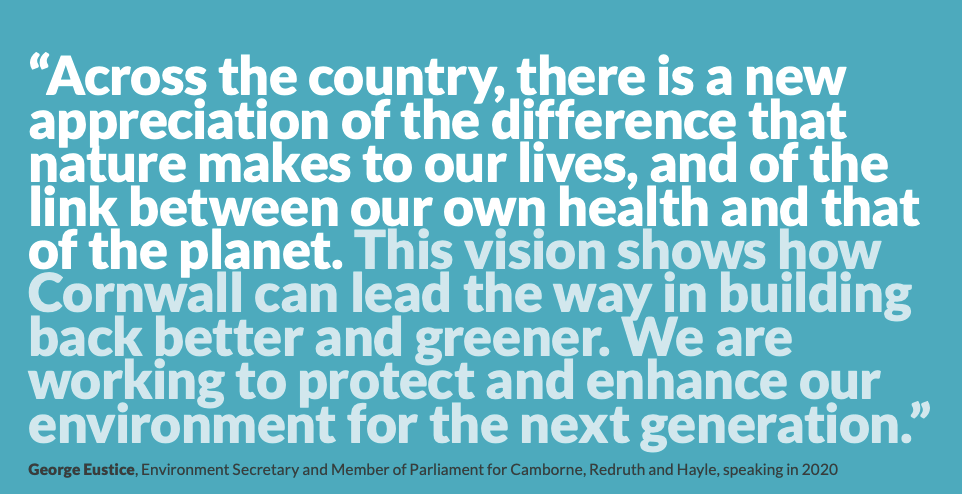 “Across the country, there is a new
appreciation of the difference that
nature makes to our lives, and of the
link between our own health and that
of the planet. This vision shows how
Cornwall can lead the way in building
back better and greener. We are
working to protect and enhance our
environment for the next generation.”
George Eustice, Environment Secretary and Member of Parliament for Camborne, Redruth and Hayle, speaking in 2020